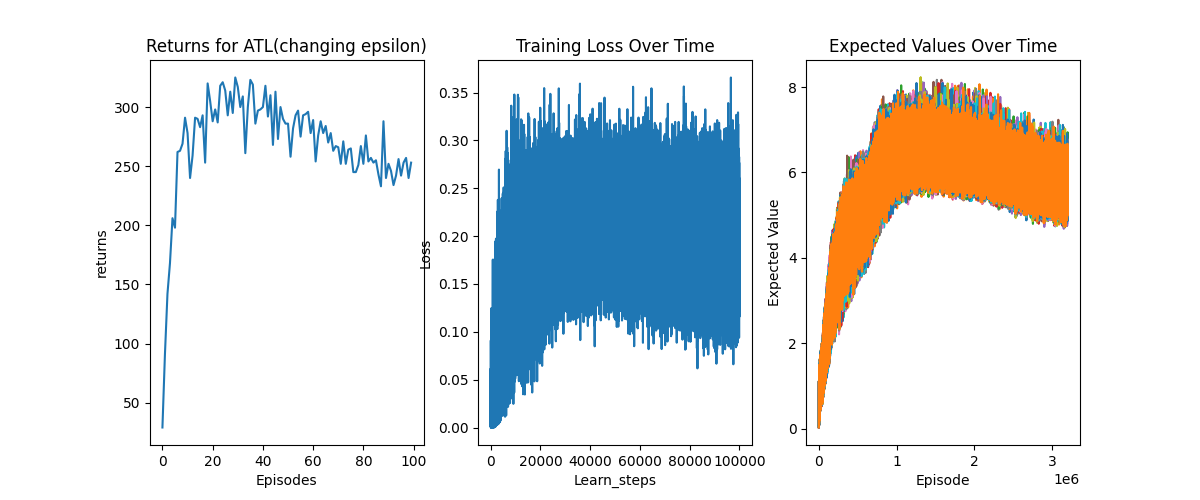 Returns for ATL(changing epsilon)
returns
300
250
200
150
100
50
0 20 40 60 80 100
Episodes
Training Loss Over Time
Loss
0.35
0.30
0.25
0.20
0.15
0.10
0.05
0.00
0 20000 40000 60000 80000 100000
Learn_steps
Expected Values Over Time
Expected Value
8
6
4
2
0
0 1 2 3
1e6
Episode